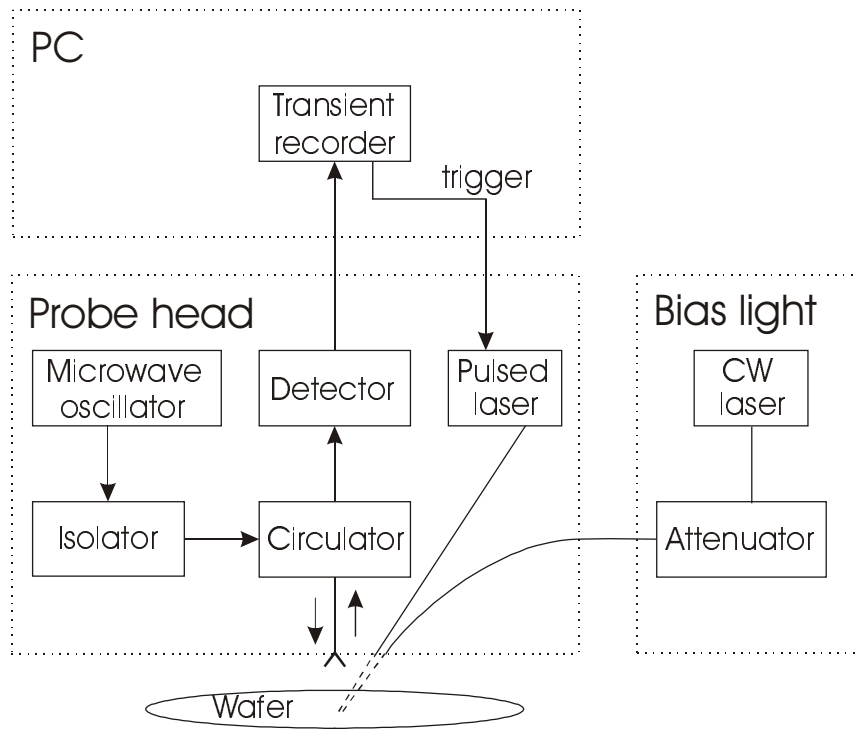 PC
Transient
recorder
trigger
Probe head
Microwave
oscillator
Detector
Pulsed
laser
Isolator
Circulator
Bias light
CW
laser
Attenuator
Wafer